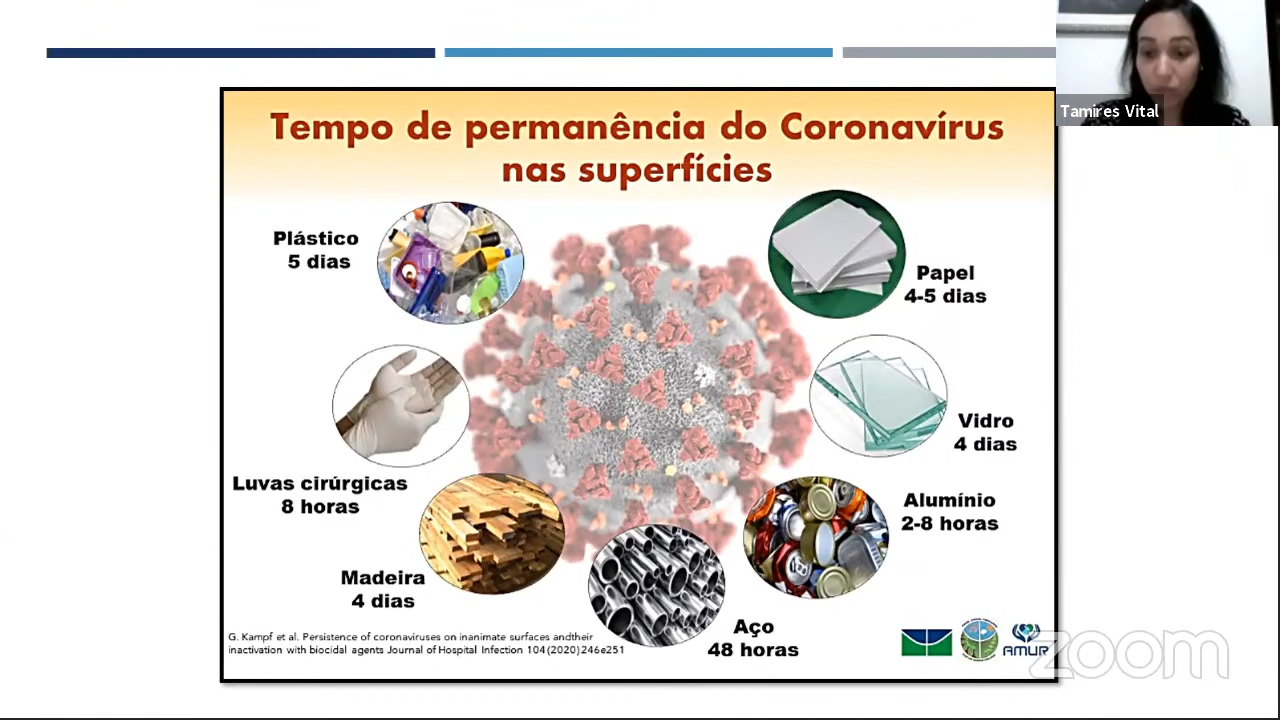 Tamires Vital
Tempo de permanência do Coronavírus
nas superfícies
Plástico
5 dias
Papel
4-5 dias
Vidro
4 dias
Luvas cirúrgicas
8 horas
Alumínio
2-8 horas
Madeira
4 dias
Aço
48 horas
G. Kampf et al. Persistence of coronaviruses on inanimate surfaces andtheir
inactivation with biocidal agents Journal of Hospital Infection 104 (2020) 246e251
AMUR
zoom